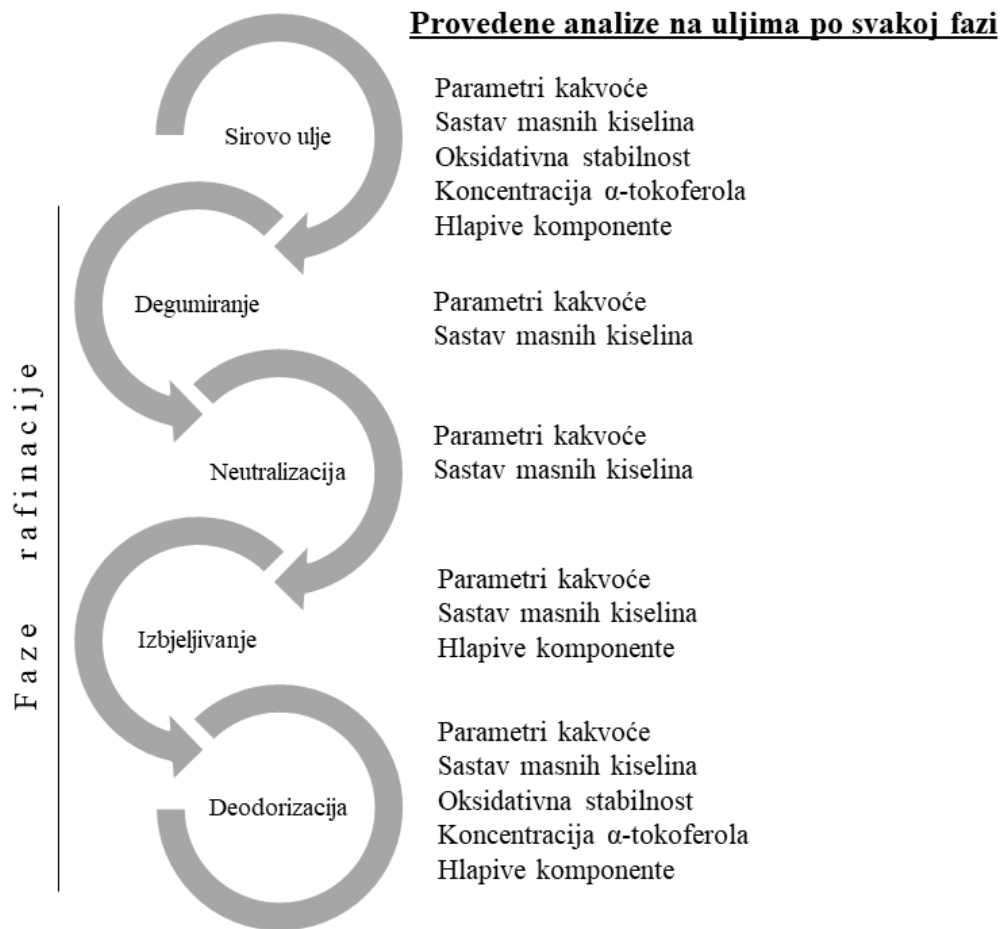 Provedene analize na uljima po svakoj fazi
Sirovo ulje
Parametri kakvoće
Sastav masnih kiselina
Oksidativna stabilnost
Koncentracija α-tokoferola
Hlapive komponente
Faze rafinacije
Degumiranje
Parametri kakvoće
Sastav masnih kiselina
Neutralizacija
Parametri kakvoće
Sastav masnih kiselina
Izbjeljivanje
Parametri kakvoće
Sastav masnih kiselina
Hlapive komponente
Deodorizacija
Parametri kakvoće
Sastav masnih kiselina
Oksidativna stabilnost
Koncentracija α-tokoferola
Hlapive komponente